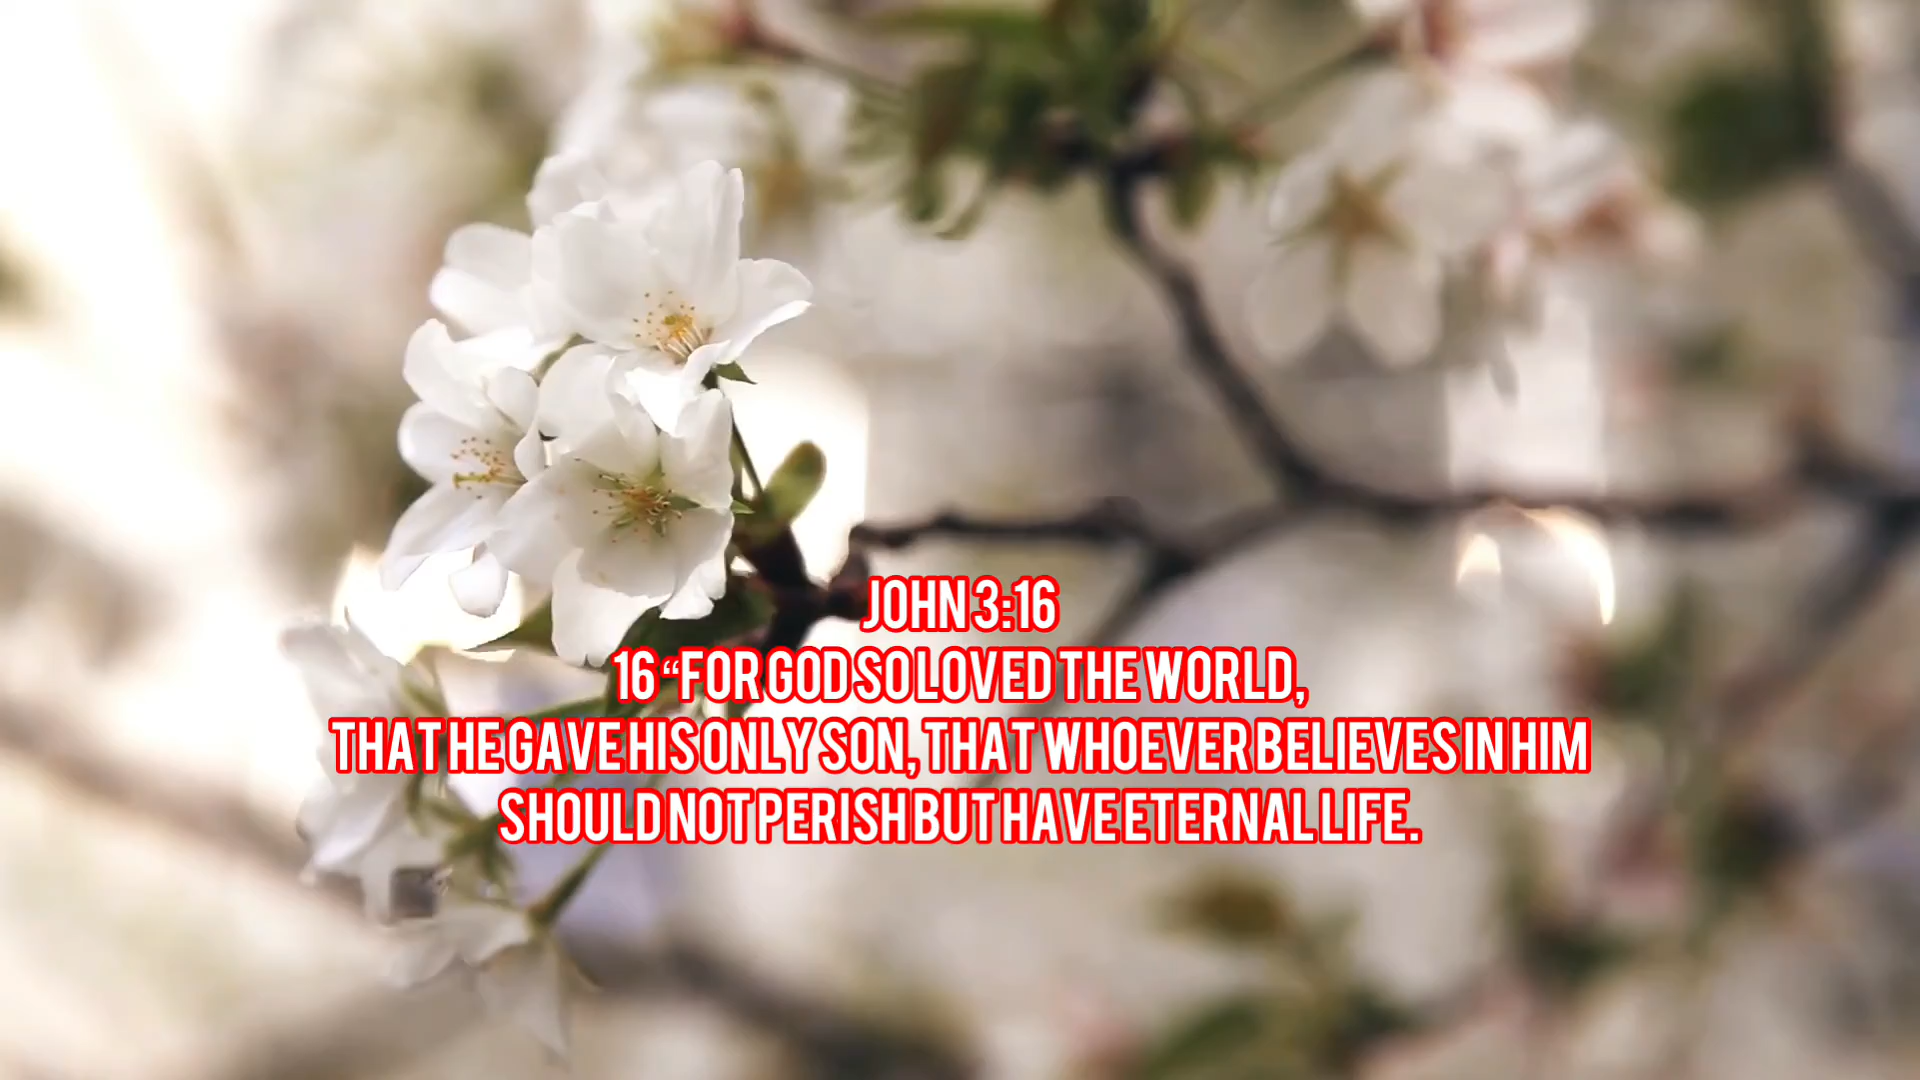 JOHN 3:16
16 “FOR GOD SO LOVED THE WORLD,
THAT HE GAVE HIS ONLY SON, THAT WHOEVER BELIEVES IN HIM
SHOULD NOT PERISH BUT HAVE ETERNAL LIFE.